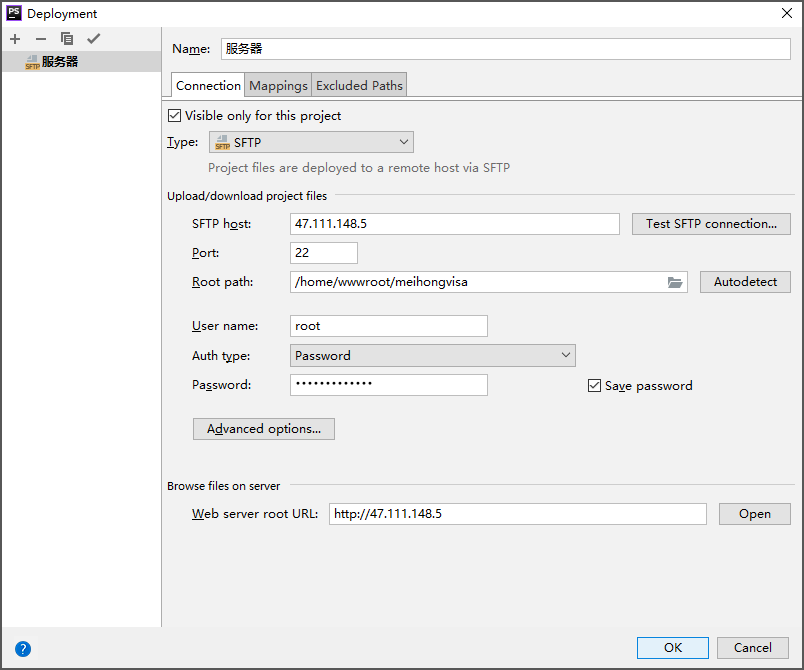 PS Deployment
SFTP 服务器
Name: 服务器
Connection Mappings Excluded Paths
Visible only for this project
Type: SFTP SFTP
Project files are deployed to a remote host via SFTP
Upload/download project files
SFTP host: 47.111.148.5 Test SFTP connection...
Port: 22
Root path: /home/wwwroot/meihongvisa Autodetect
User name: root
Auth type: Password
Password: ••••••••••••• Save password
Advanced options...
Browse files on server
Web server root URL: http://47.111.148.5 Open
? OK Cancel